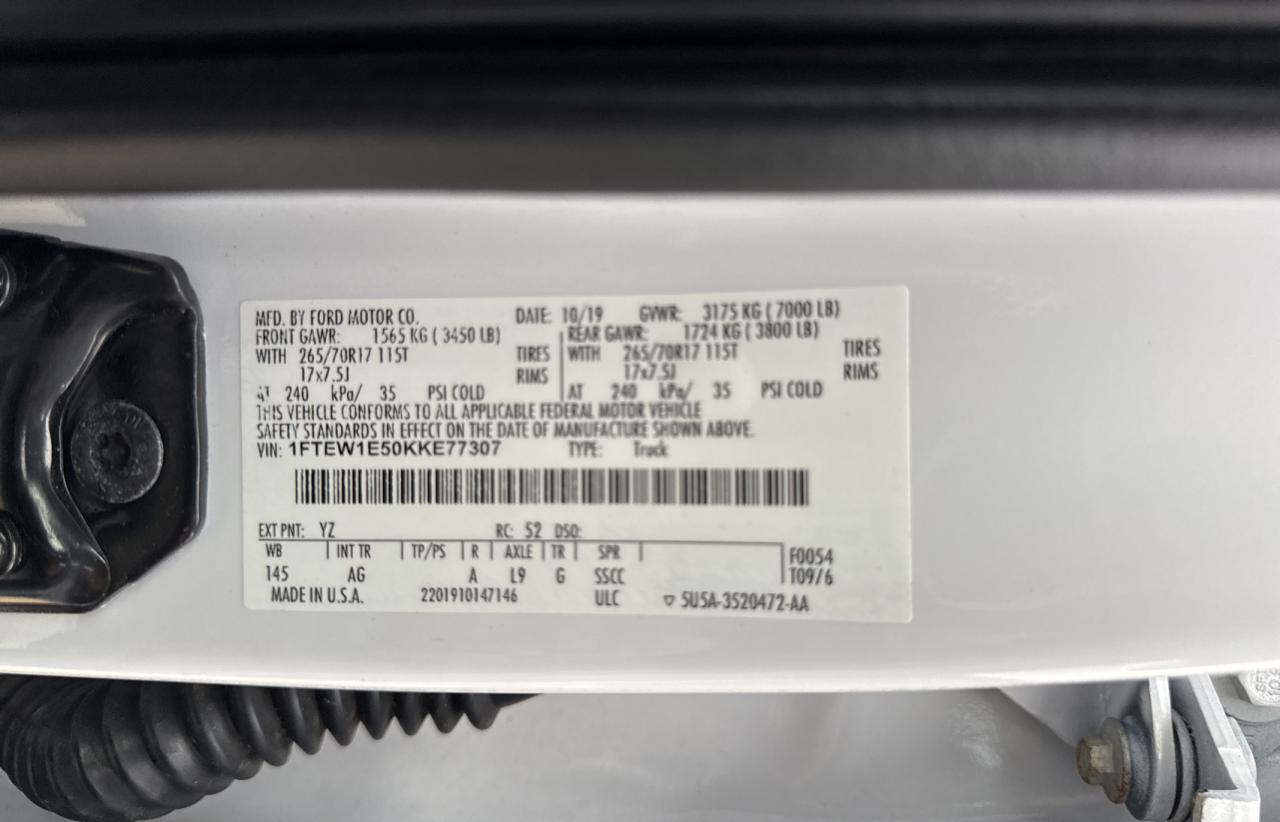 MFD. BY FORD MOTOR CO. DATE: 10/19 GVWR: 3175 KG ( 7000 LB)
FRONT GAWR: 1565 KG ( 3450 LB) REAR GAWR: 1724 KG ( 3800 LB)
WITH 265/70R17 115T TIRES WITH 265/70R17 115T TIRES
17x7.5J RIMS 17x7.5J RIMS
AT 240 kPa/ 35 PSI COLD AT 240 kPa/ 35 PSI COLD
THIS VEHICLE CONFORMS TO ALL APPLICABLE FEDERAL MOTOR VEHICLE
SAFETY STANDARDS IN EFFECT ON THE DATE OF MANUFACTURE SHOWN ABOVE.
VIN: 1FTEW1E50KKE77307 TYPE: Truck
EXT PNT: YZ RC: 52 DSO:
WB INT TR TP/PS R AXLE TR SPR F0054
145 AG A L9 G SSCC T09/6
MADE IN U.S.A. 2201910147146 ULC ▽ 5U5A-3520472-AA